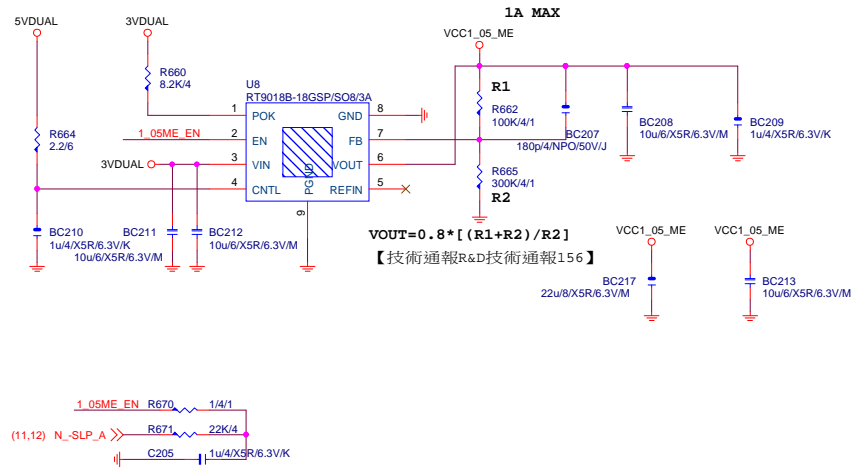 1A MAX
5VDUAL
3VDUAL
VCC1_05_ME
R660
8.2K/4
U8
RT9018B-18GSP/SO8/3A
R1
R662
100K/4/1
1
POK
GND
8
1_05ME_EN
2
EN
FB
7
BC207
180p/4/NPO/50V/J
BC208
10u/6/X5R/6.3V/M
BC209
1u/4/X5R/6.3V/K
R664
2.2/6
3VDUAL
3
VIN
VOUT
6
4
CNTL
REFIN
5
PGND
9
R665
300K/4/1
R2
BC210
1u/4/X5R/6.3V/K
BC211
10u/6/X5R/6.3V/M
BC212
10u/6/X5R/6.3V/M
VOUT=0.8*[(R1+R2)/R2]
【技術通報R&D技術通報156】
VCC1_05_ME
VCC1_05_ME
BC217
22u/8/X5R/6.3V/M
BC213
10u/6/X5R/6.3V/M
1_05ME_EN R670 1/4/1
(11,12) N_-SLP_A R671 22K/4
C205 1u/4/X5R/6.3V/K